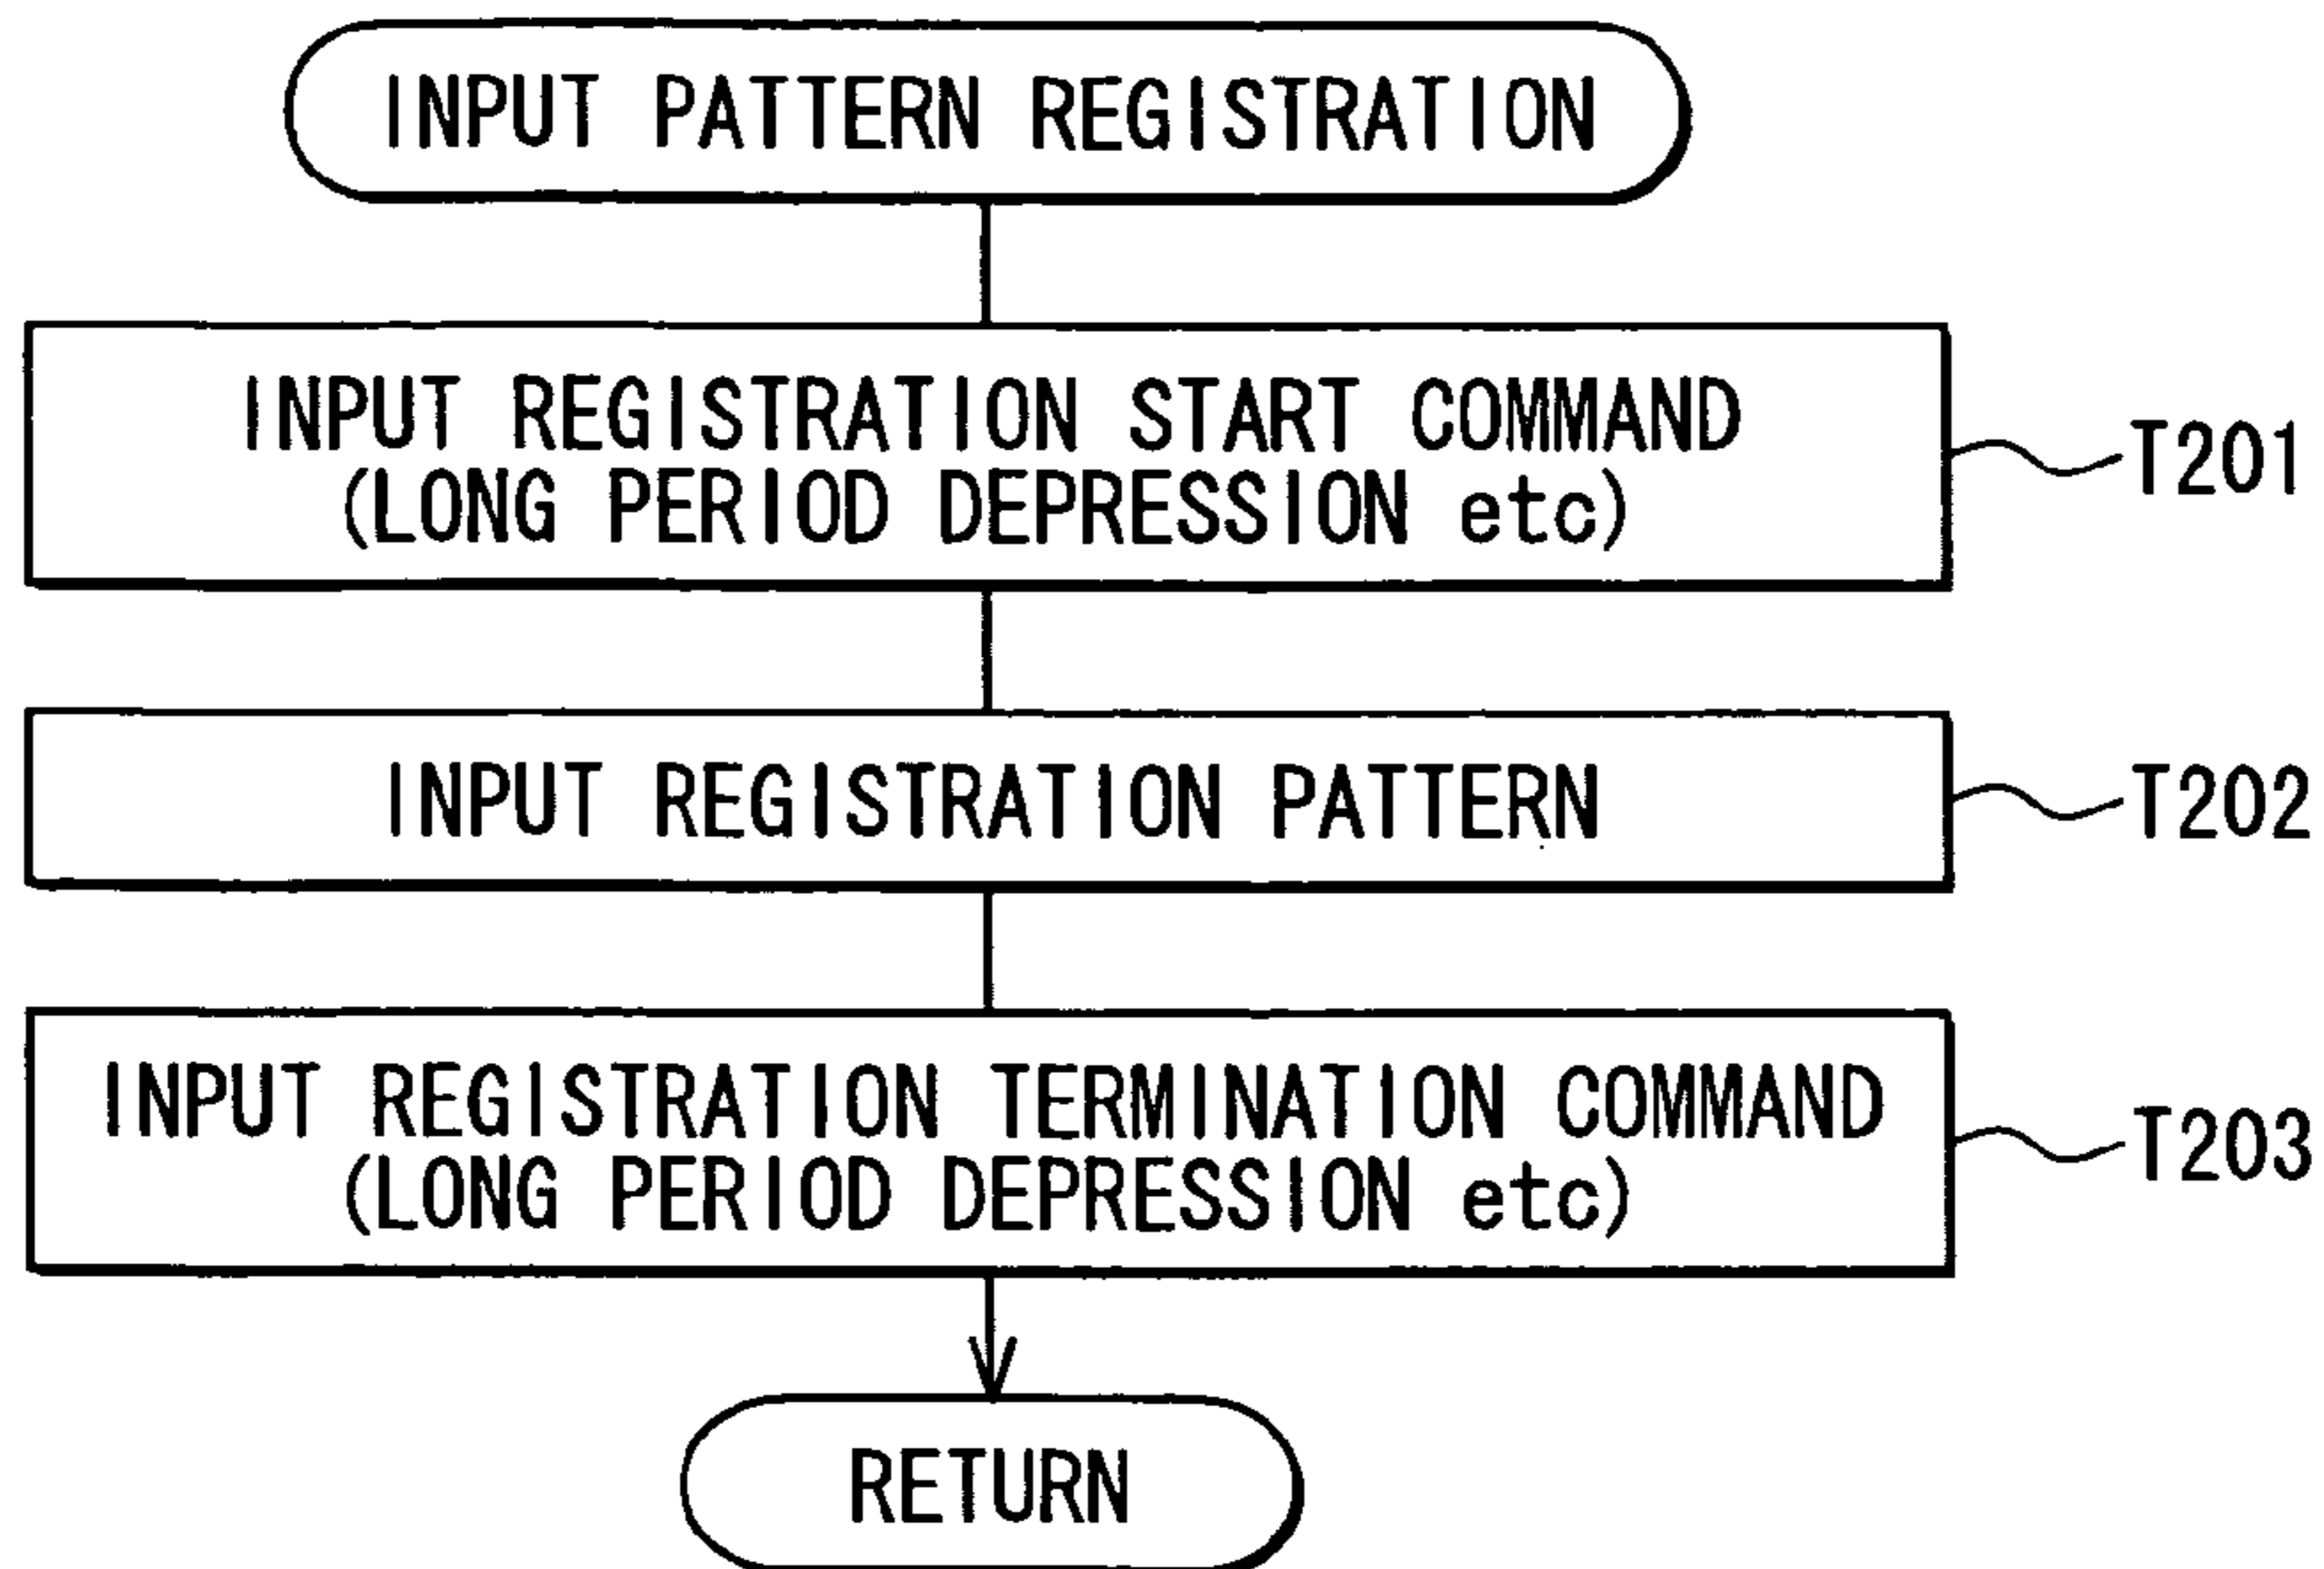 INPUT PATTERN REGISTRATION
INPUT REGISTRATION START COMMAND
(LONG PERIOD DEPRESSION etc)
T201
INPUT REGISTRATION PATTERN
T202
INPUT REGISTRATION TERMINATION COMMAND
(LONG PERIOD DEPRESSION etc)
T203
RETURN